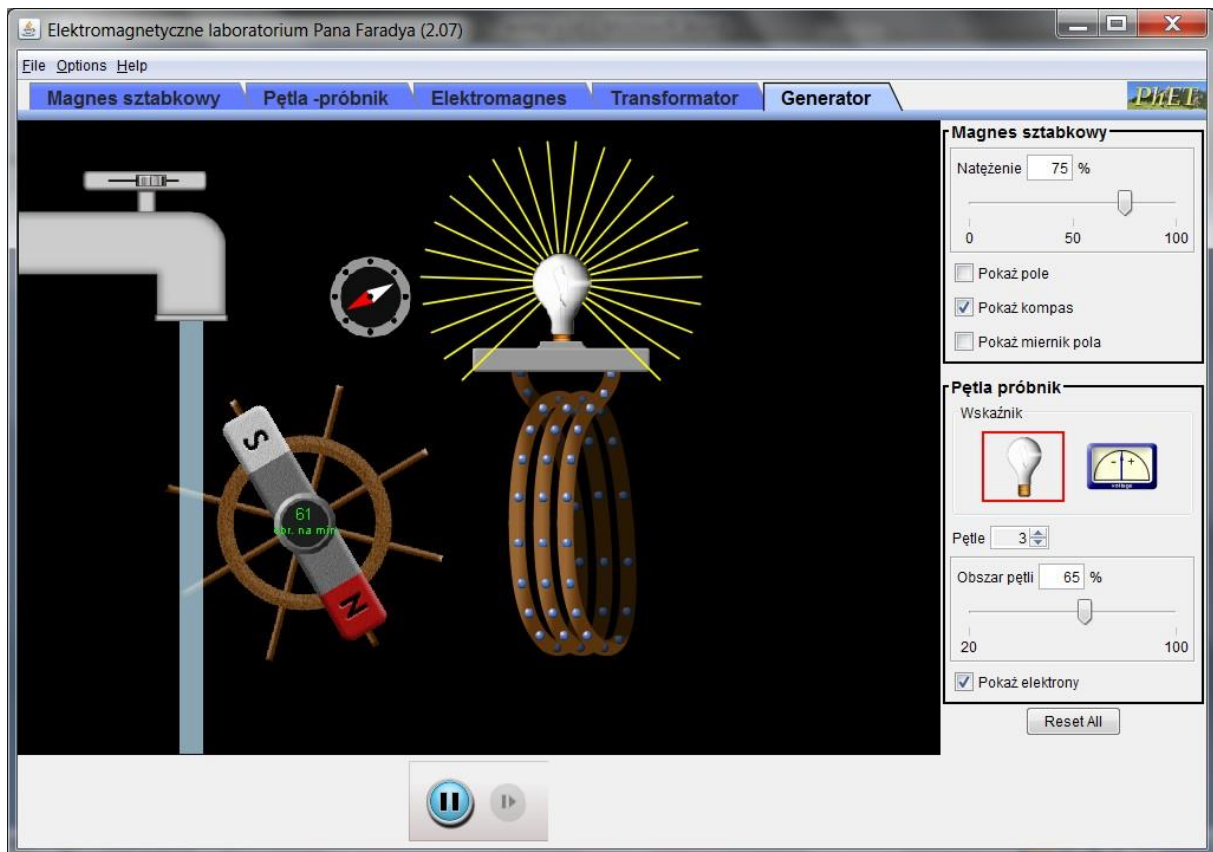 Elektromagnetyczne laboratorium Pana Faradya (2.07)
File Options Help
Magnes sztabkowy Pętla -próbnik Elektromagnes Transformator Generator
PhET
Magnes sztabkowy
Natężenie 75 %
0 50 100
Pokaż pole
Pokaż kompas
Pokaż miernik pola
Pętla próbnik
Wskaźnik
- +
voltage
Pętle 3
Obszar pętli 65 %
20 100
Pokaż elektrony
Reset All
S
61
obr. na min
N